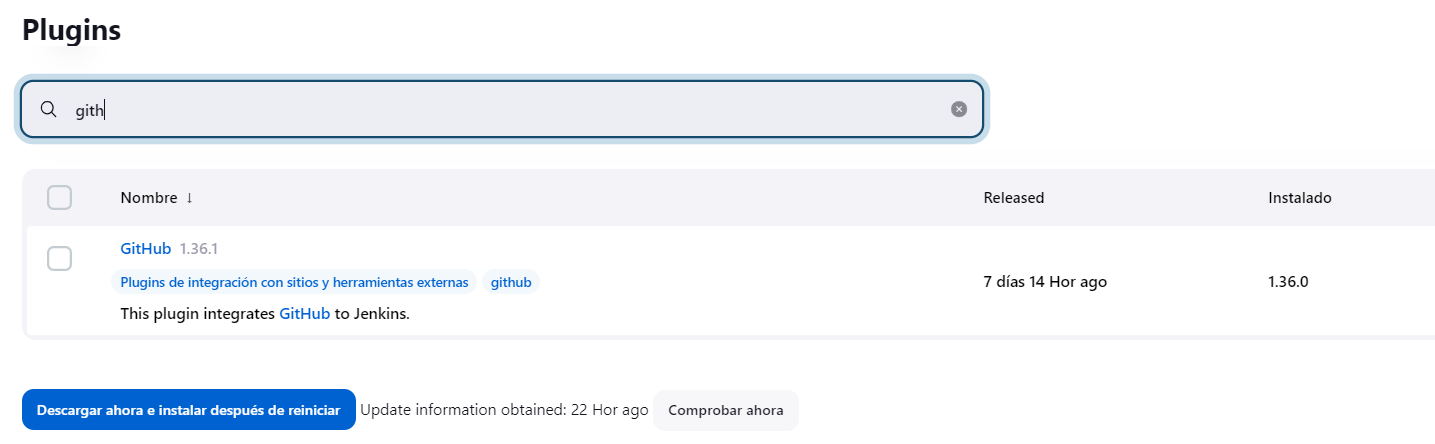 Plugins
gith
Nombre ↓ Released Instalado
GitHub 1.36.1
Plugins de integración con sitios y herramientas externas github
7 días 14 Hor ago 1.36.0
This plugin integrates GitHub to Jenkins.
Descargar ahora e instalar después de reiniciar Update information obtained: 22 Hor ago Comprobar ahora